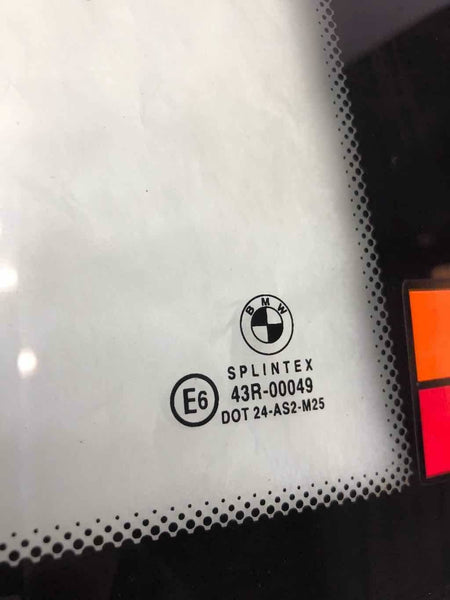 BMW
SPLINTEX
E6 43R-00049
DOT 24-AS2-M25